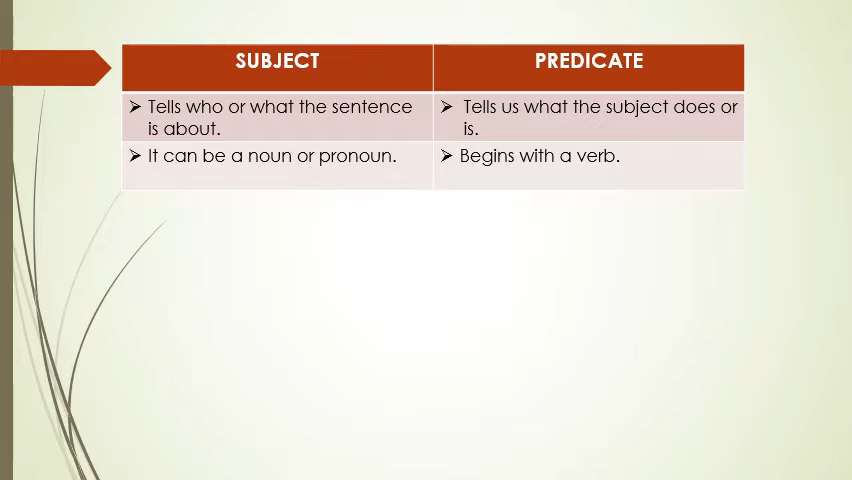 SUBJECT PREDICATE
➢ Tells who or what the sentence
is about.
➢ Tells us what the subject does or
is.
➢ It can be a noun or pronoun.
➢ Begins with a verb.